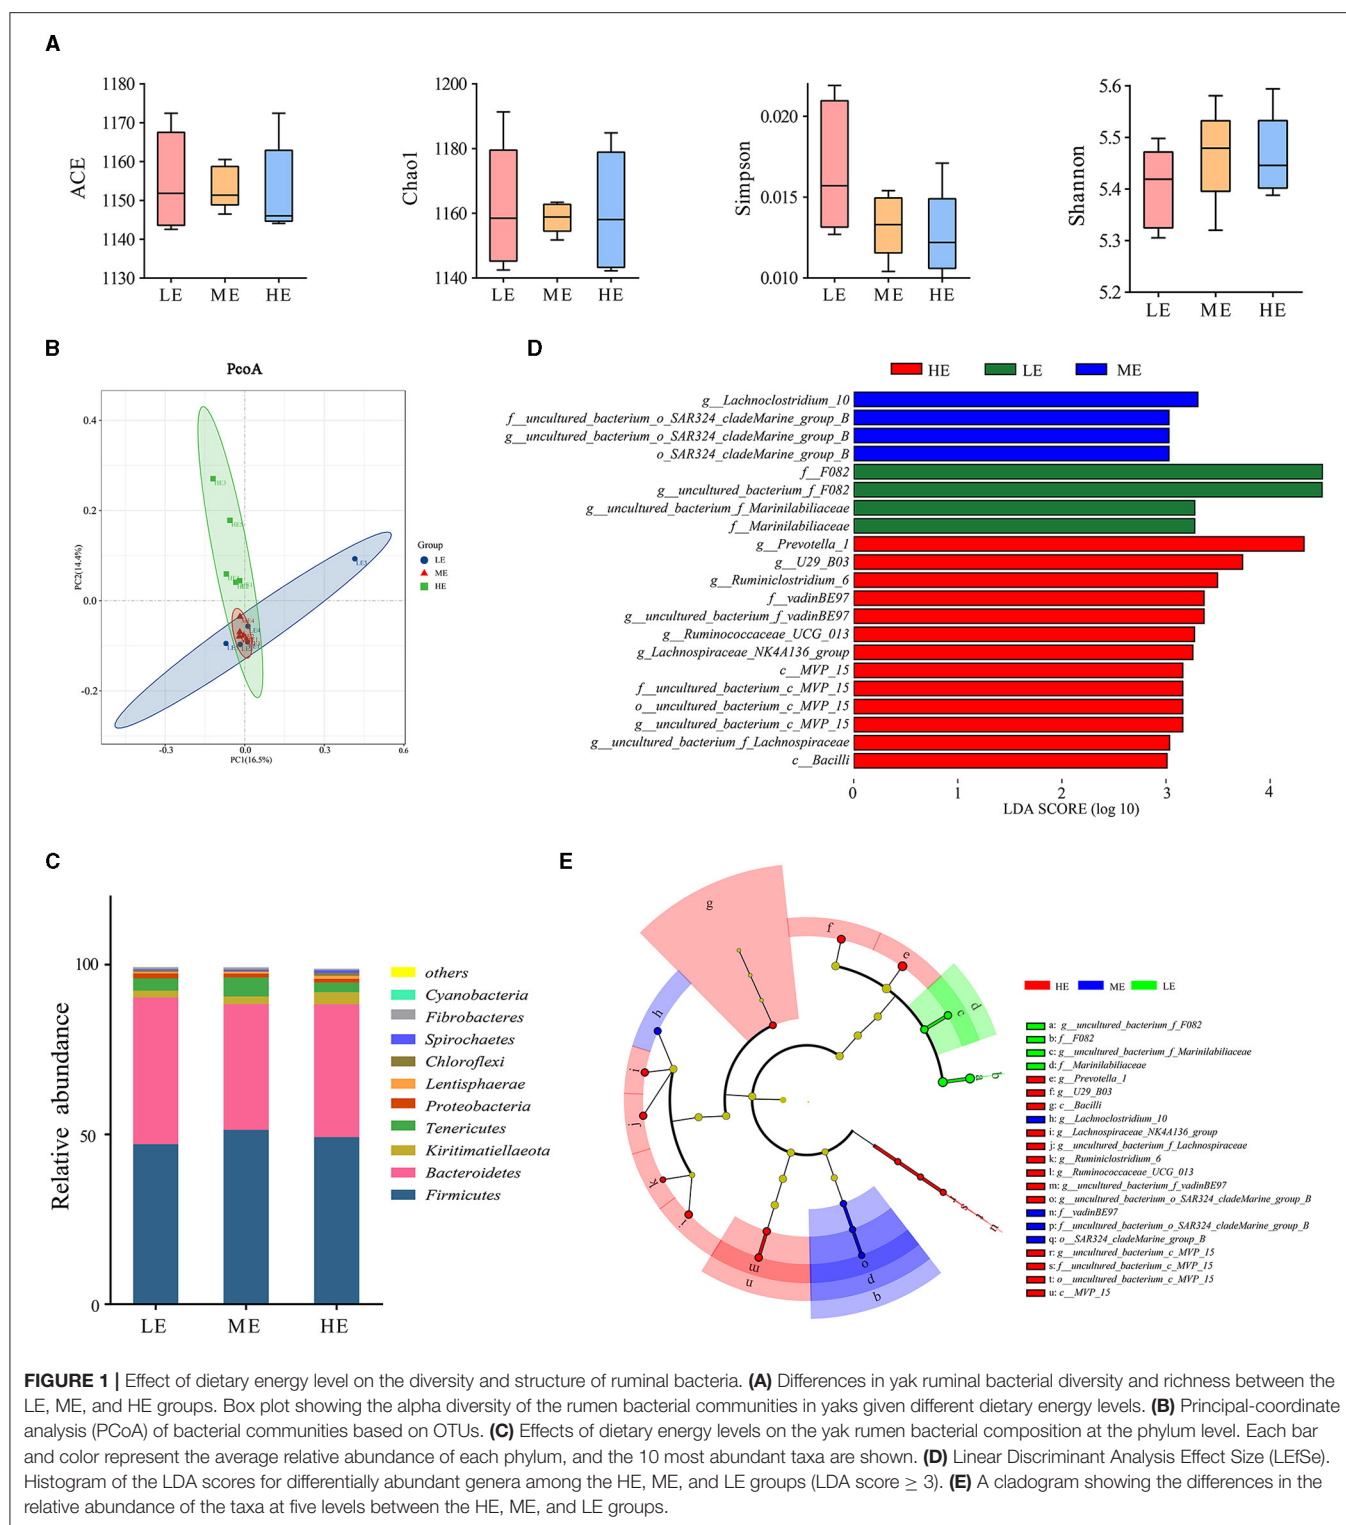 A
ACE
1180
1170
1160
1150
1140
1130
LE ME HE
Chao1
1200
1180
1160
1140
LE ME HE
Simpson
0.020
0.015
0.010
LE ME HE
Shannon
5.6
5.5
5.4
5.3
5.2
LE ME HE
B
PcoA
PC2(14.4%)
0.4
0.2
0.0
-0.2
-0.3 0.0 0.3 0.6
PC1(16.5%)
Group
LE
ME
HE
D
HE LE ME
g__Lachnoclostridium_10
f__uncultured_bacterium_o_SAR324_cladeMarine_group_B
g__uncultured_bacterium_o_SAR324_cladeMarine_group_B
o_SAR324_cladeMarine_group_B
f__F082
g__uncultured_bacterium_f_F082
g__uncultured_bacterium_f_Marinilabiliaceae
f__Marinilabiliaceae
g__Prevotella_1
g__U29_B03
g__Ruminiclostridium_6
f__vadinBE97
g__uncultured_bacterium_f_vadinBE97
g__Ruminococcaceae_UCG_013
g_Lachnospiraceae_NK4A136_group
c__MVP_15
f__uncultured_bacterium_c_MVP_15
o__uncultured_bacterium_c_MVP_15
g__uncultured_bacterium_c_MVP_15
g__uncultured_bacterium_f_Lachnospiraceae
c__Bacilli
0 1 2 3 4
LDA SCORE (log 10)
C
Relative abundance
100
50
0
LE ME HE
others
Cyanobacteria
Fibrobacteres
Spirochaetes
Chloroflexi
Lentisphaerae
Proteobacteria
Tenericutes
Kiritimatiellaeota
Bacteroidetes
Firmicutes
E
g
f
e
d
c
b
a
h
i
j
k
m
n
o
p
q
r
s
t
u
HE ME LE
a: g__uncultured_bacterium_f_F082
b: f__F082
c: g__uncultured_bacterium_f_Marinilabiliaceae
d: f__Marinilabiliaceae
e: g__Prevotella_1
f: g__U29_B03
g: c__Bacilli
h: g__Lachnoclostridium_10
i: g__Lachnospiraceae_NK4A136_group
j: g__uncultured_bacterium_f_Lachnospiraceae
k: g__Ruminiclostridium_6
l: g__Ruminococcaceae_UCG_013
m: g__uncultured_bacterium_f_vadinBE97
o: g__uncultured_bacterium_o_SAR324_cladeMarine_group_B
n: f__vadinBE97
p: f__uncultured_bacterium_o_SAR324_cladeMarine_group_B
q: o__SAR324_cladeMarine_group_B
r: g__uncultured_bacterium_c_MVP_15
s: f__uncultured_bacterium_c_MVP_15
t: o__uncultured_bacterium_c_MVP_15
u: c__MVP_15
FIGURE 1 | Effect of dietary energy level on the diversity and structure of ruminal bacteria. (A) Differences in yak ruminal bacterial diversity and richness between the
LE, ME, and HE groups. Box plot showing the alpha diversity of the rumen bacterial communities in yaks given different dietary energy levels. (B) Principal-coordinate
analysis (PCoA) of bacterial communities based on OTUs. (C) Effects of dietary energy levels on the yak rumen bacterial composition at the phylum level. Each bar
and color represent the average relative abundance of each phylum, and the 10 most abundant taxa are shown. (D) Linear Discriminant Analysis Effect Size (LEfSe).
Histogram of the LDA scores for differentially abundant genera among the HE, ME, and LE groups (LDA score ≥ 3). (E) A cladogram showing the differences in the
relative abundance of the taxa at five levels between the HE, ME, and LE groups.